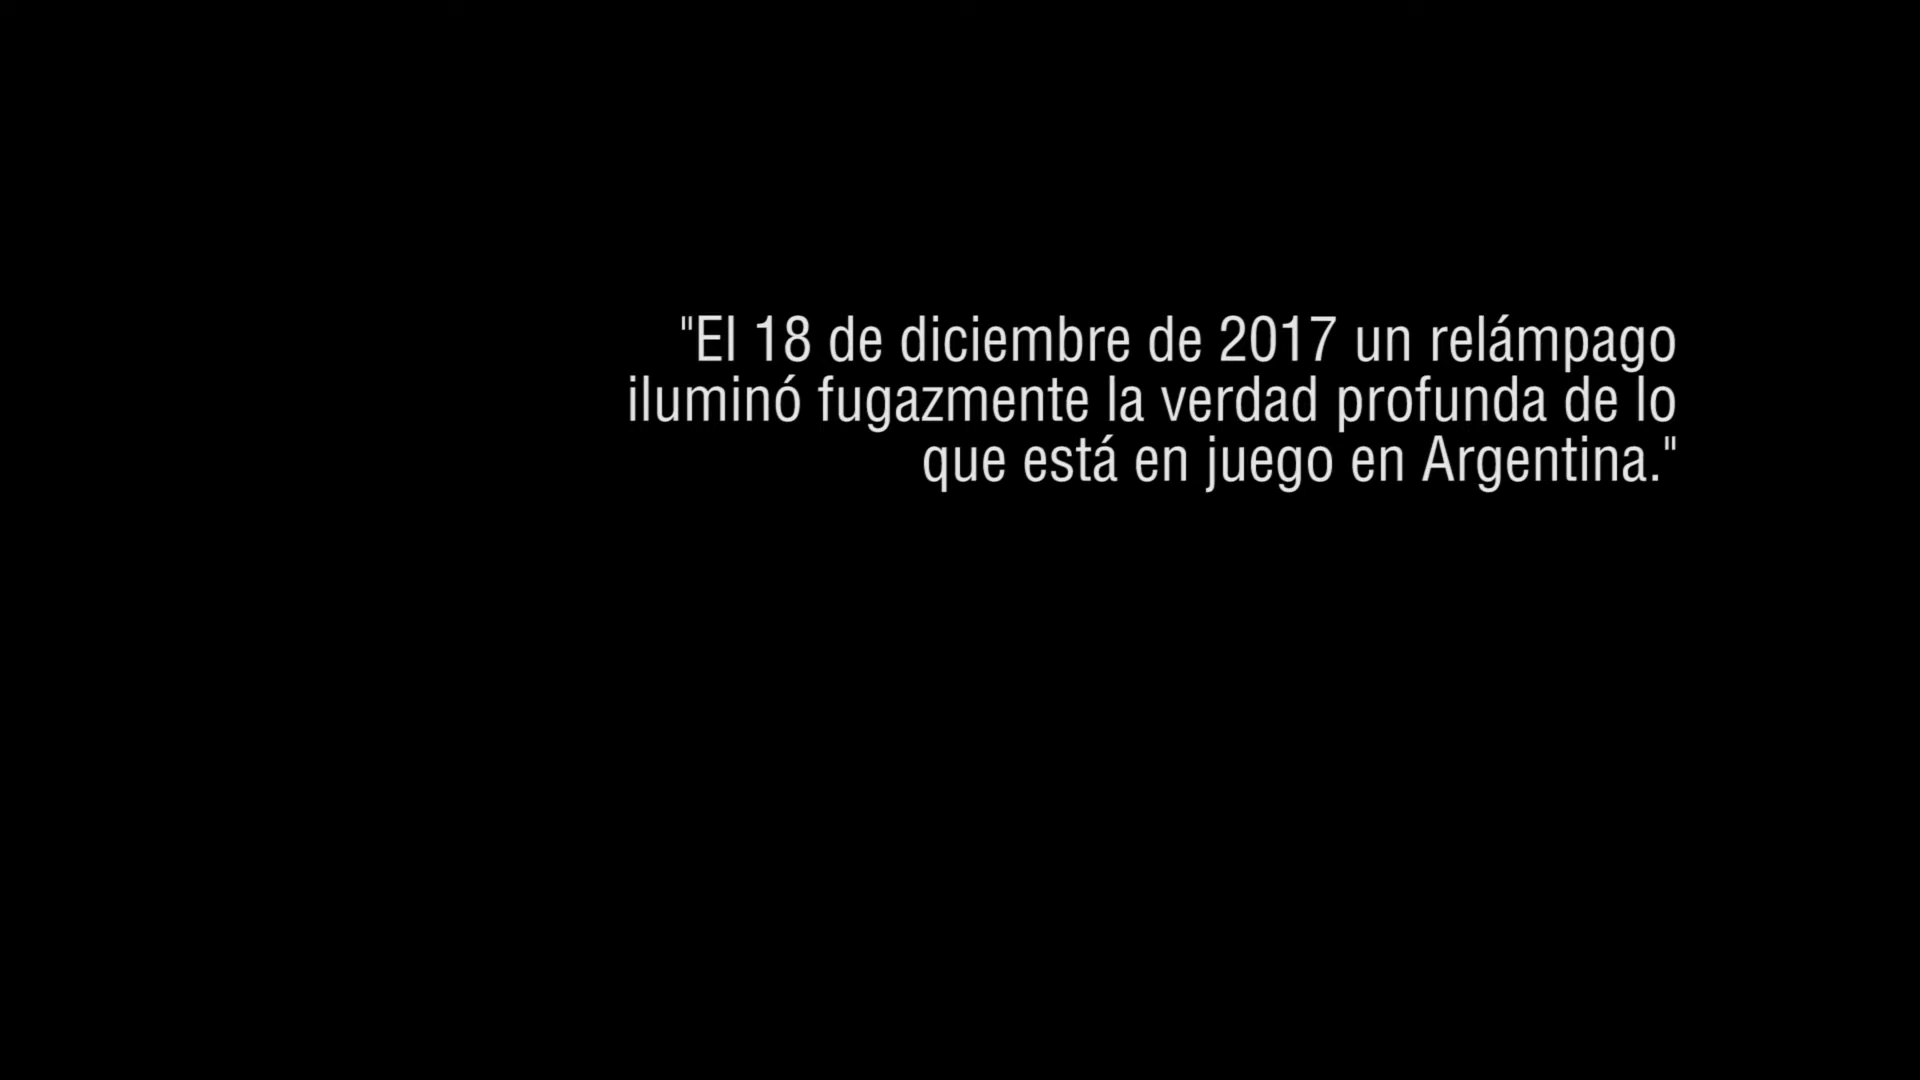 "El 18 de diciembre de 2017 un relámpago
iluminó fugazmente la verdad profunda de lo
que está en juego en Argentina."